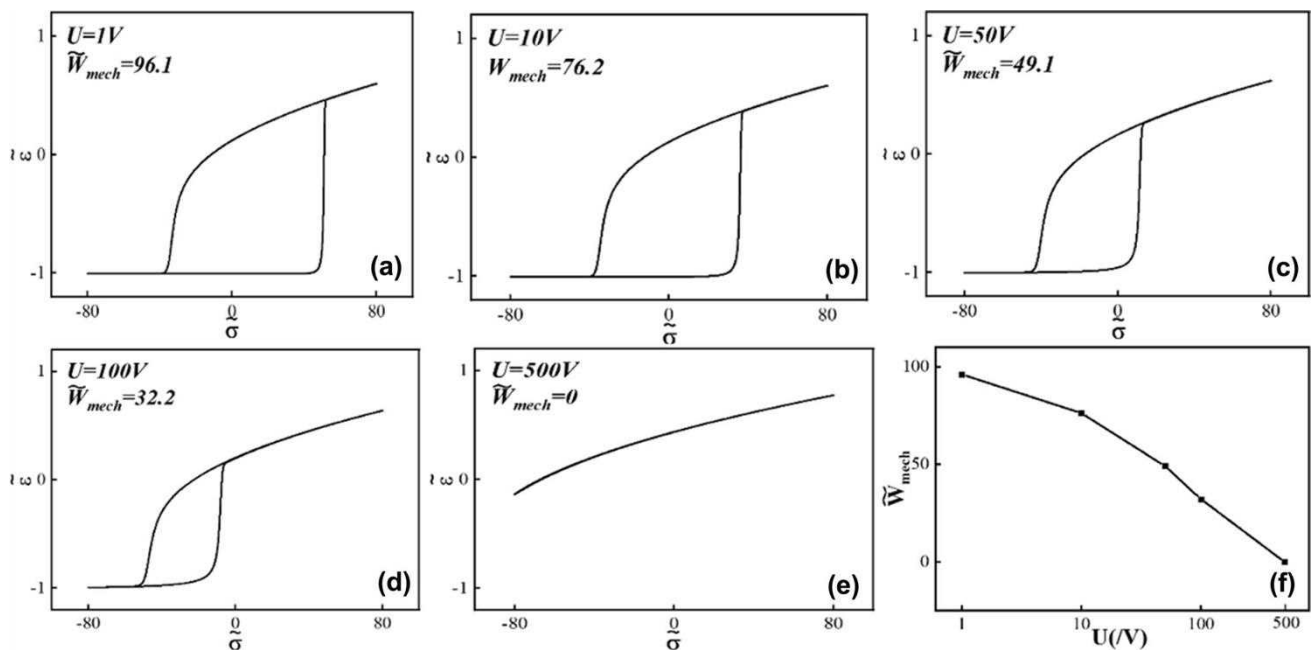 U=1V
W̃mech=96.1
1
0
-1
ε̃
-80
0
80
σ̃
(a)
U=10V
Wmech=76.2
1
0
-1
ε̃
-80
0
80
σ̃
(b)
U=50V
W̃mech=49.1
1
0
-1
ε̃
-80
0
80
σ̃
(c)
U=100V
W̃mech=32.2
1
0
-1
ε̃
-80
0
80
σ̃
(d)
U=500V
W̃mech=0
1
0
-1
ε̃
-80
0
80
σ̃
(e)
100
50
0
W̃mech
1
10
100
500
U(/V)
(f)